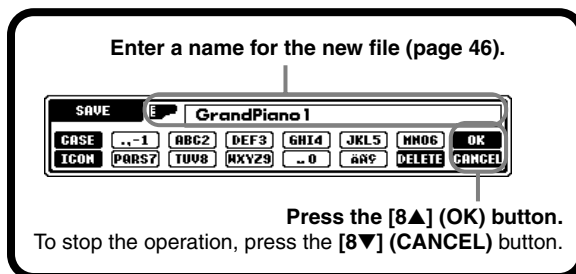 Enter a name for the new file (page 46).
SAVE GrandPiano1
CASE .,-1 ABC2 DEF3 GHI4 JKL5 MNO6 OK
ICON PQRS7 TUV8 WXYZ9 ␣0 äñç DELETE CANCEL
Press the [8▲] (OK) button.
To stop the operation, press the [8▼] (CANCEL) button.